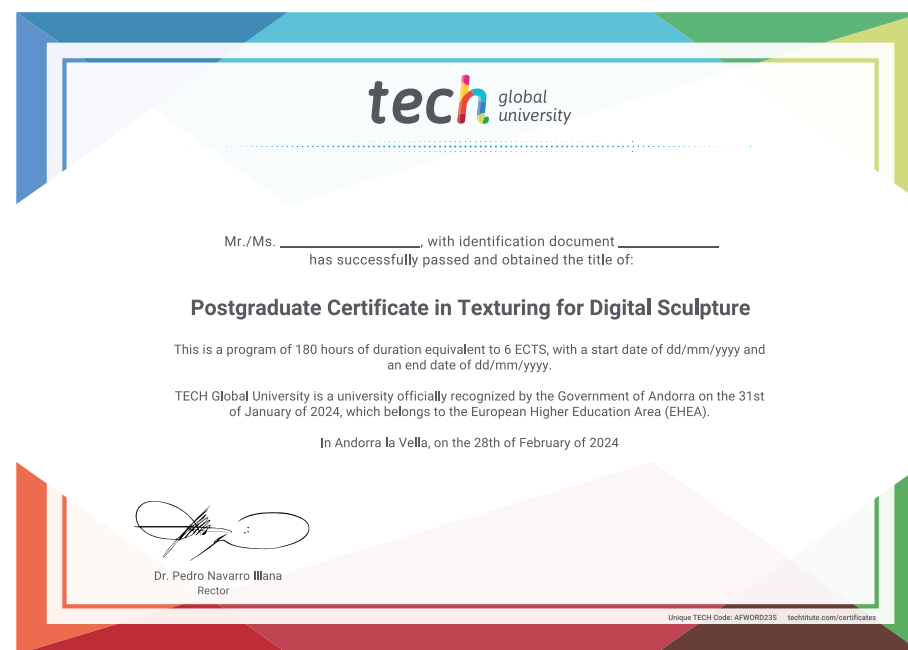 tech global
university
Mr./Ms. ____________, with identification document ____________
has successfully passed and obtained the title of:
Postgraduate Certificate in Texturing for Digital Sculpture
This is a program of 180 hours of duration equivalent to 6 ECTS, with a start date of dd/mm/yyyy and
an end date of dd/mm/yyyy.
TECH Global University is a university officially recognized by the Government of Andorra on the 31st
of January of 2024, which belongs to the European Higher Education Area (EHEA).
In Andorra la Vella, on the 28th of February of 2024
Dr. Pedro Navarro Illana
Rector
Unique TECH Code: AFWORD23S techtitute.com/certificates